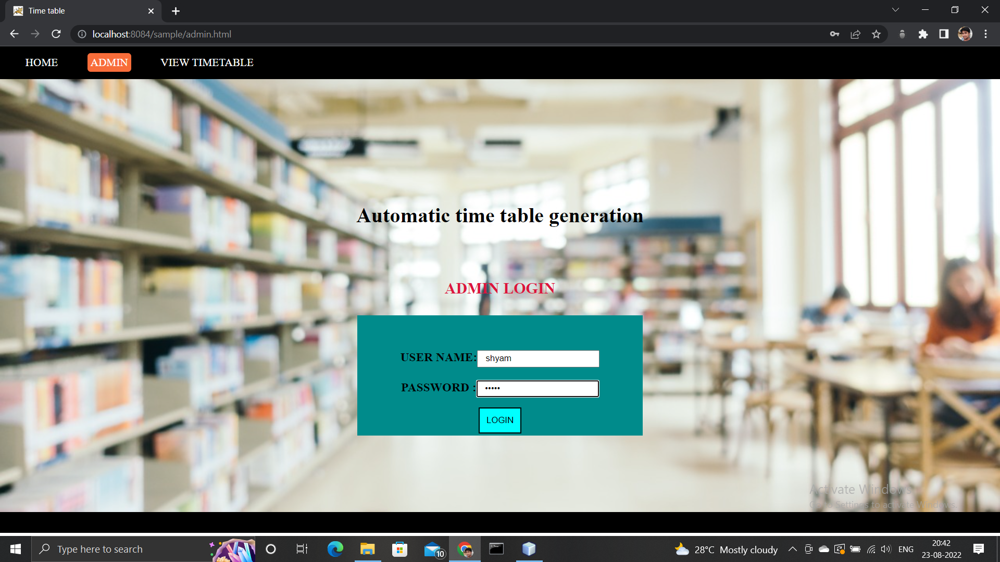 Time table
localhost:8084/sample/admin.html
HOME ADMIN VIEW TIMETABLE
Automatic time table generation
ADMIN LOGIN
USER NAME: shyam
PASSWORD : •••••
LOGIN
Activate Windows
Go to Settings to activate Windows.
Type here to search
10
28°C Mostly cloudy
ENG
20:42
23-08-2022